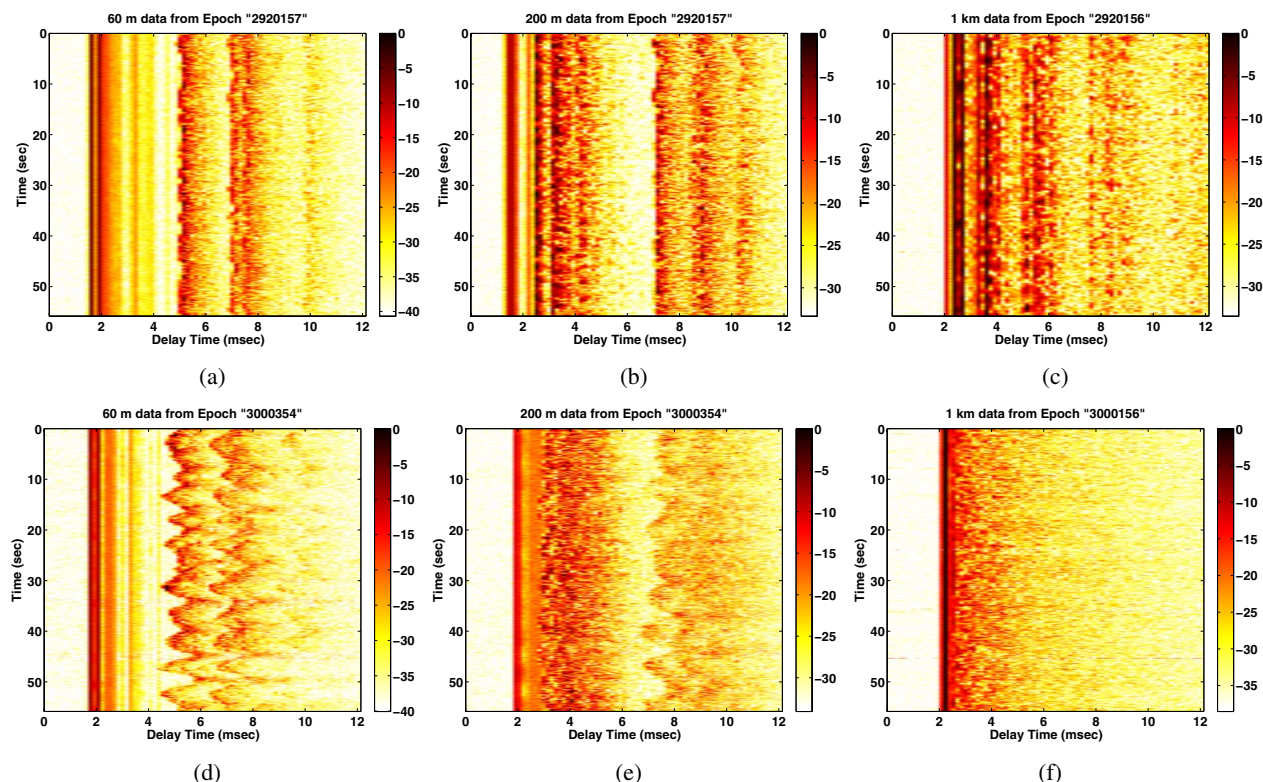 60 m data from Epoch "2920157"
0
10
20
30
40
50
Time (sec)
0 2 4 6 8 10 12
Delay Time (msec)
0
−5
−10
−15
−20
−25
−30
−35
−40
(a)
200 m data from Epoch "2920157"
0
10
20
30
40
50
Time (sec)
0 2 4 6 8 10 12
Delay Time (msec)
0
−5
−10
−15
−20
−25
−30
(b)
1 km data from Epoch "2920156"
0
10
20
30
40
50
Time (sec)
0 2 4 6 8 10 12
Delay Time (msec)
0
−5
−10
−15
−20
−25
−30
(c)
60 m data from Epoch "3000354"
0
10
20
30
40
50
Time (sec)
0 2 4 6 8 10 12
Delay Time (msec)
0
−5
−10
−15
−20
−25
−30
−35
−40
(d)
200 m data from Epoch "3000354"
0
10
20
30
40
50
Time (sec)
0 2 4 6 8 10 12
Delay Time (msec)
0
−5
−10
−15
−20
−25
−30
(e)
1 km data from Epoch "3000156"
0
10
20
30
40
50
Time (sec)
0 2 4 6 8 10 12
Delay Time (msec)
0
−5
−10
−15
−20
−25
−30
−35
(f)